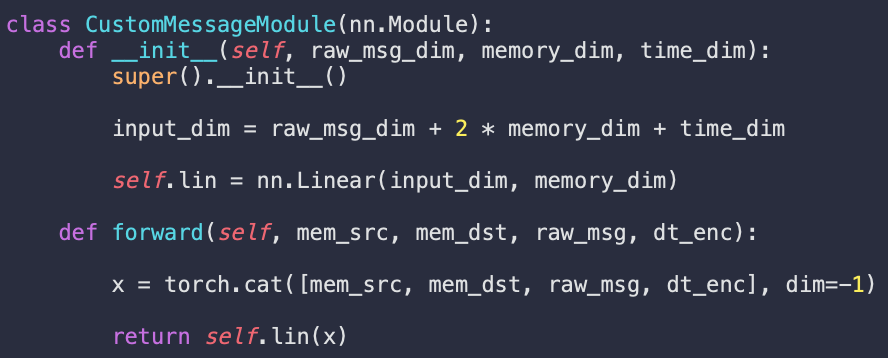 class CustomMessageModule(nn.Module):
    def __init__(self, raw_msg_dim, memory_dim, time_dim):
        super().__init__()
        input_dim = raw_msg_dim + 2 * memory_dim + time_dim
        self.lin = nn.Linear(input_dim, memory_dim)
    def forward(self, mem_src, mem_dst, raw_msg, dt_enc):
        x = torch.cat([mem_src, mem_dst, raw_msg, dt_enc], dim=-1)
        return self.lin(x)